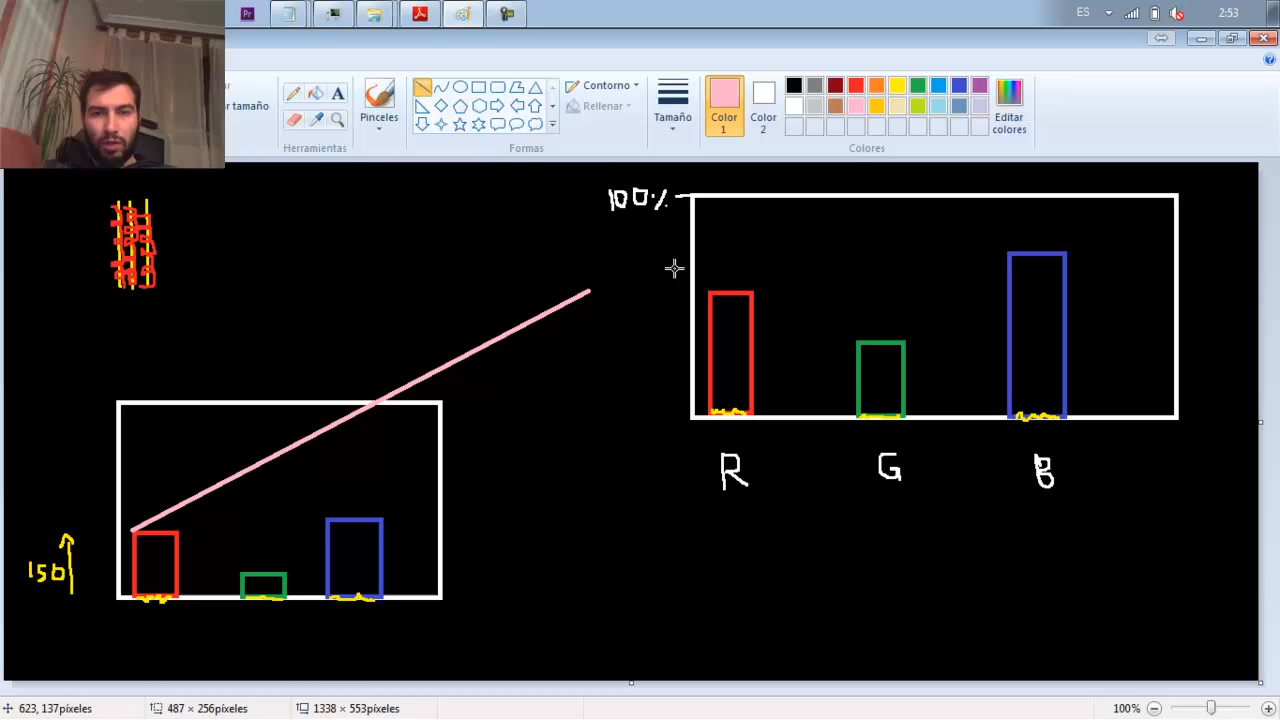 Pr
ES
2:53
ar
r tamaño
A
Herramientas
Pinceles
Contorno
Rellenar
Formas
Tamaño
Color
1
Color
2
Editar
colores
Colores
100%
R G B
150
623, 137píxeles
487 × 256píxeles
1338 × 553píxeles
100%